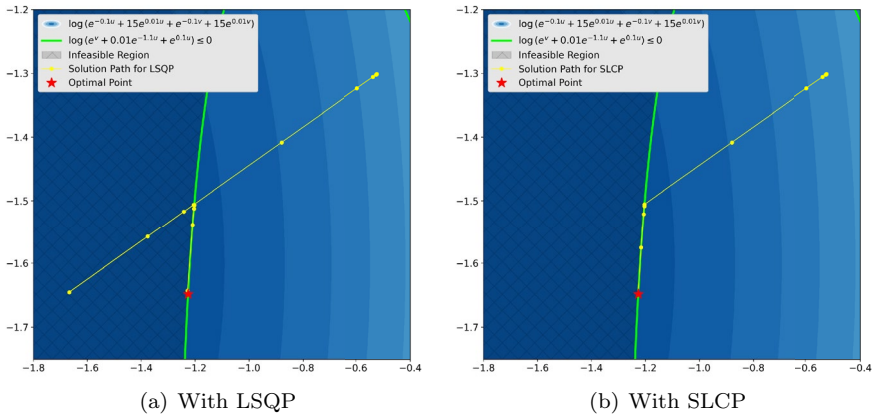 log (e^{−0.1u} + 15e^{0.01u} + e^{−0.1v} + 15e^{0.01v})
log (e^v + 0.01e^{−1.1u} + e^{0.1u}) ≤ 0
Infeasible Region
Solution Path for LSQP
Optimal Point
−1.2
−1.3
−1.4
−1.5
−1.6
−1.7
−1.8 −1.6 −1.4 −1.2 −1.0 −0.8 −0.6 −0.4
(a) With LSQP
log (e^{−0.1u} + 15e^{0.01u} + e^{−0.1v} + 15e^{0.01v})
log (e^v + 0.01e^{−1.1u} + e^{0.1u}) ≤ 0
Infeasible Region
Solution Path for SLCP
Optimal Point
−1.2
−1.3
−1.4
−1.5
−1.6
−1.7
−1.8 −1.6 −1.4 −1.2 −1.0 −0.8 −0.6 −0.4
(b) With SLCP